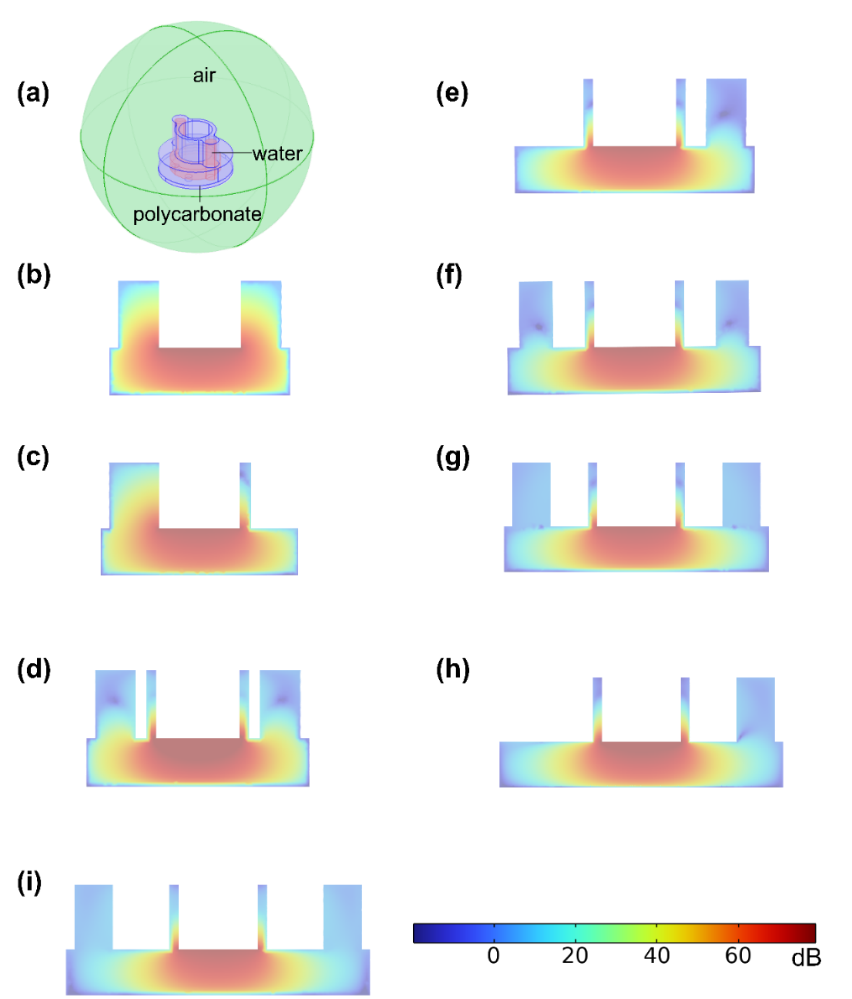 (a)
air
water
polycarbonate
(b)
(c)
(d)
(e)
(f)
(g)
(h)
(i)
0 20 40 60 dB